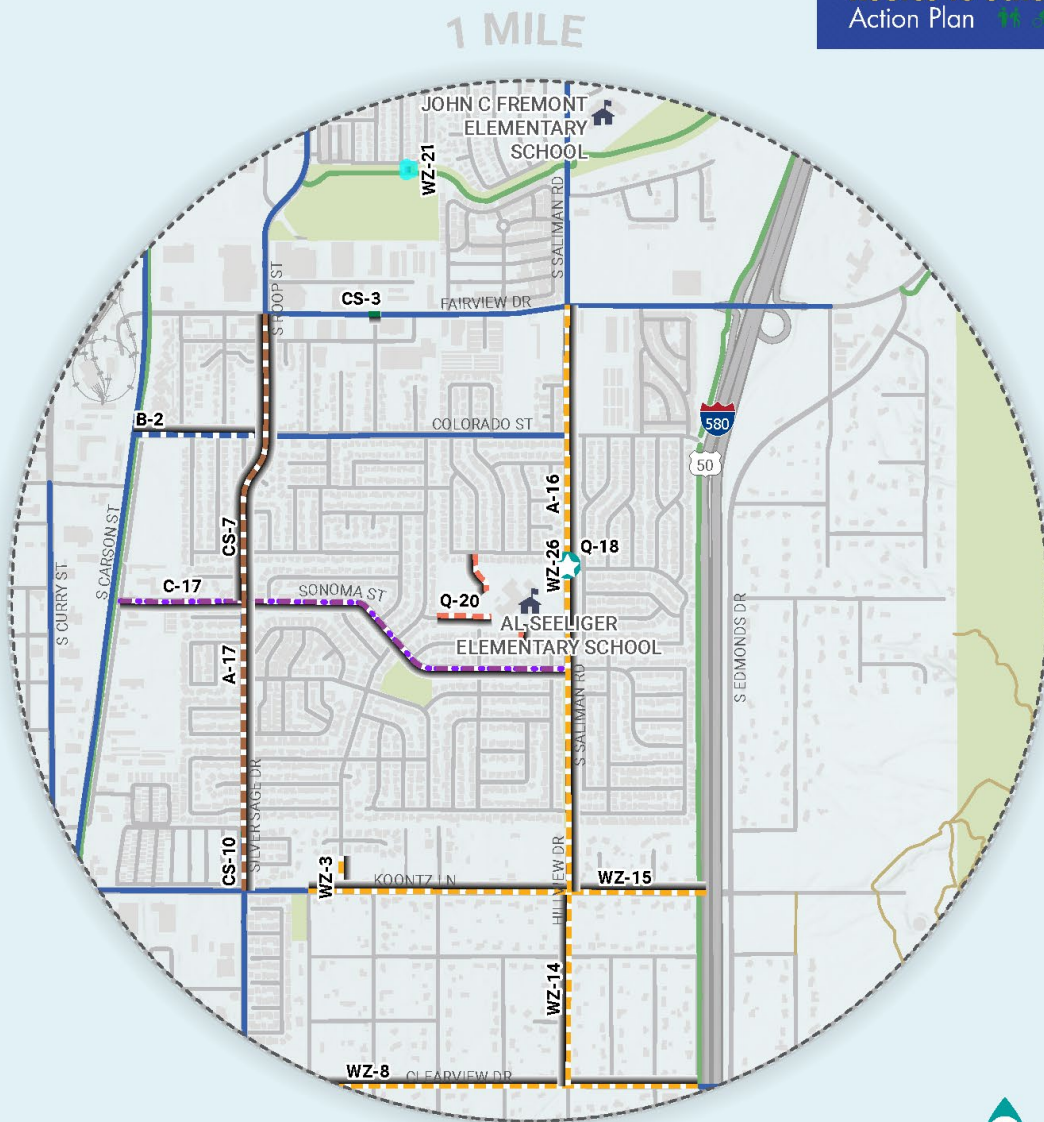 Action Plan
1 MILE
JOHN C FREMONT
ELEMENTARY
SCHOOL
WZ-21
S SALIMAN RD
S ROOP ST
CS-3
FAIRVIEW DR
B-2
COLORADO ST
580
50
A-16
CS-7
S CARSON ST
WZ-26
Q-18
C-17
SONOMA ST
Q-20
S CURRY ST
AL-SEELIGER
ELEMENTARY SCHOOL
S EDMONDS DR
A-17
S SALIMAN RD
SILVER SAGE DR
CS-10
WZ-3
KOONTZ LN
HILLVIEW DR
WZ-15
WZ-14
WZ-8
CLEARVIEW DR